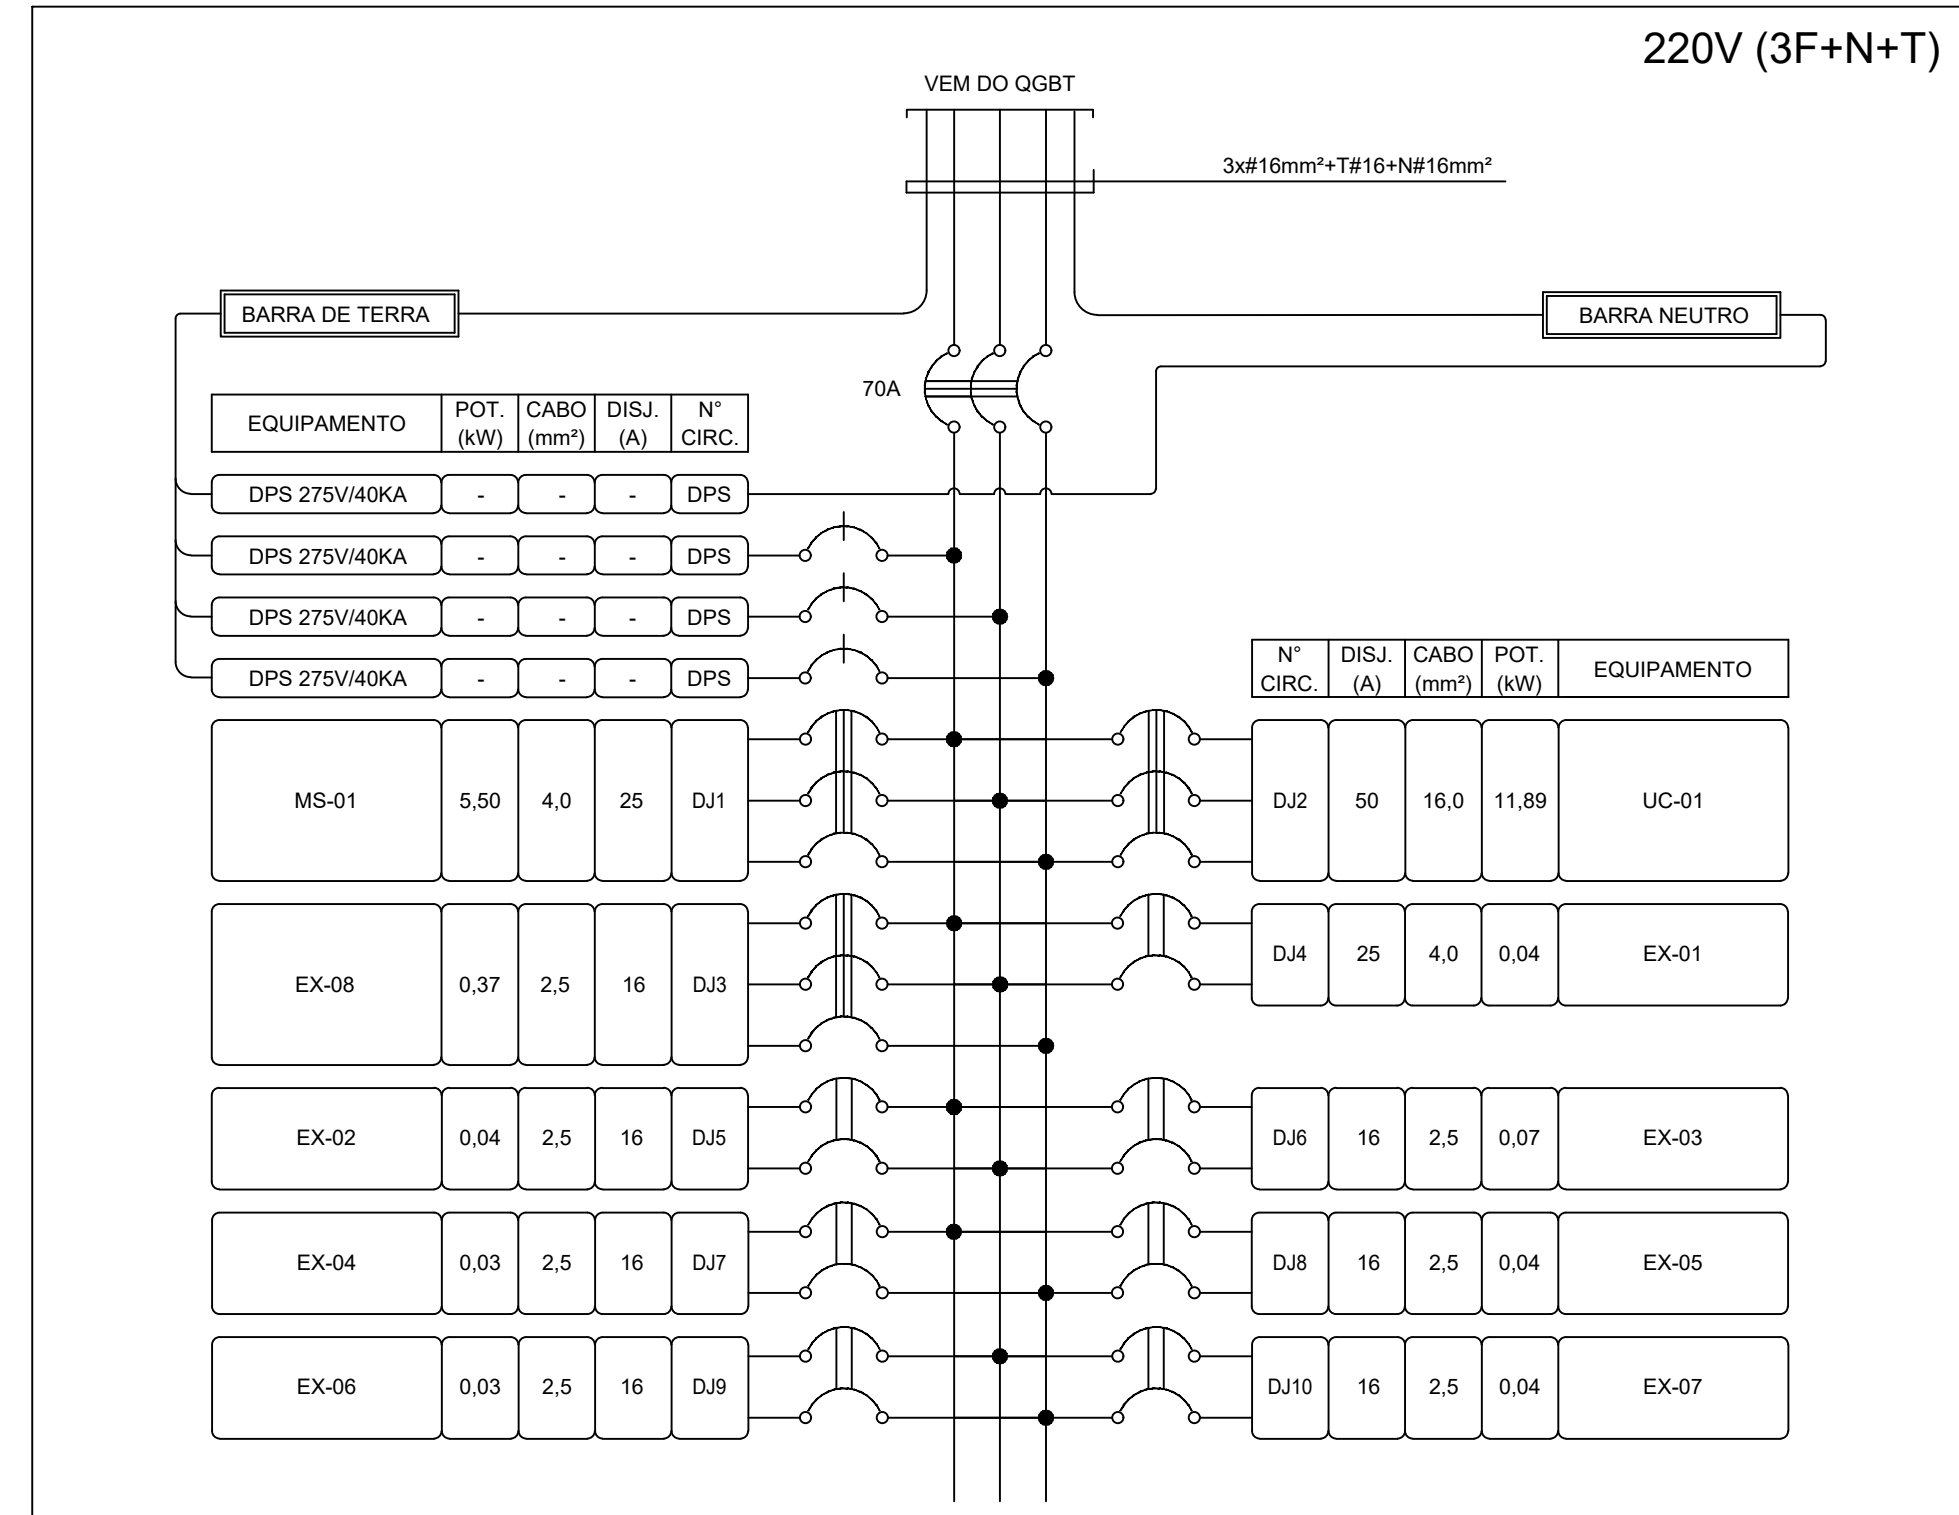 220V (3F+N+T)
VEM DO QGBT
3x#16mm²+T#16+N#16mm²
BARRA DE TERRA
BARRA NEUTRO
70A
EQUIPAMENTO POT. (kW) CABO (mm²) DISJ. (A) N° CIRC.
DPS 275V/40KA - - - DPS
DPS 275V/40KA - - - DPS
DPS 275V/40KA - - - DPS
DPS 275V/40KA - - - DPS
N° CIRC. DISJ. (A) CABO (mm²) POT. (kW) EQUIPAMENTO
MS-01 5,50 4,0 25 DJ1
DJ2 50 16,0 11,89 UC-01
EX-08 0,37 2,5 16 DJ3
DJ4 25 4,0 0,04 EX-01
EX-02 0,04 2,5 16 DJ5
DJ6 16 2,5 0,07 EX-03
EX-04 0,03 2,5 16 DJ7
DJ8 16 2,5 0,04 EX-05
EX-06 0,03 2,5 16 DJ9
DJ10 16 2,5 0,04 EX-07